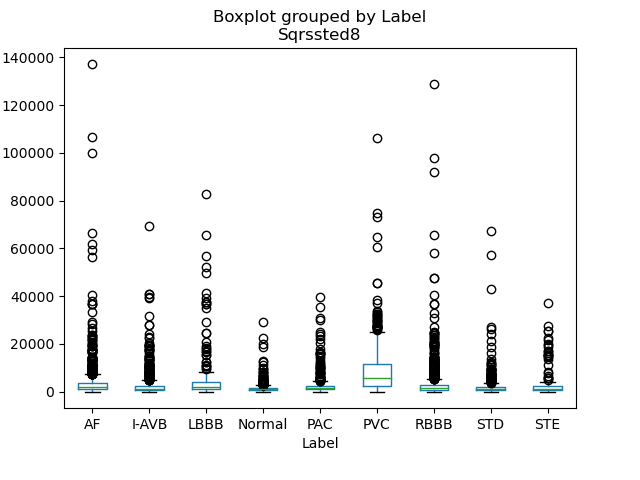 Boxplot grouped by Label
Sqrssted8
140000
120000
100000
80000
60000
40000
20000
0
AF I-AVB LBBB Normal PAC PVC RBBB STD STE
Label